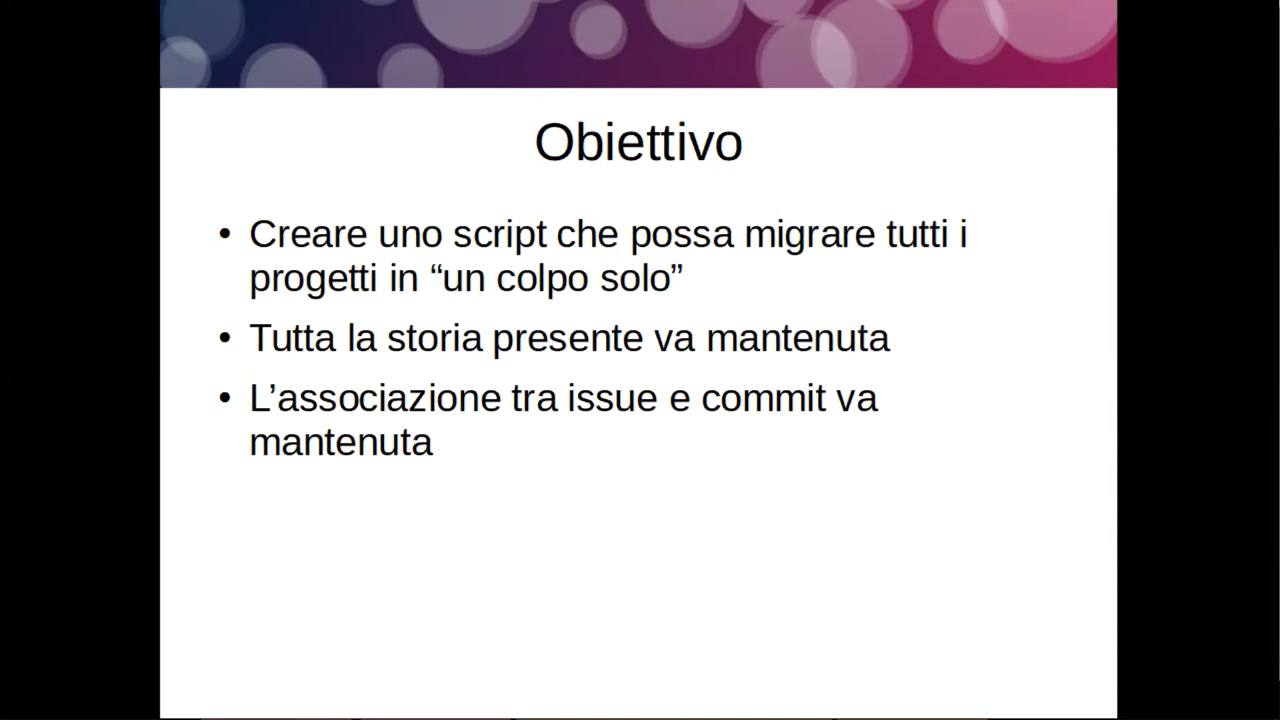 Obiettivo
• Creare uno script che possa migrare tutti i
progetti in “un colpo solo”
• Tutta la storia presente va mantenuta
• L’associazione tra issue e commit va
mantenuta